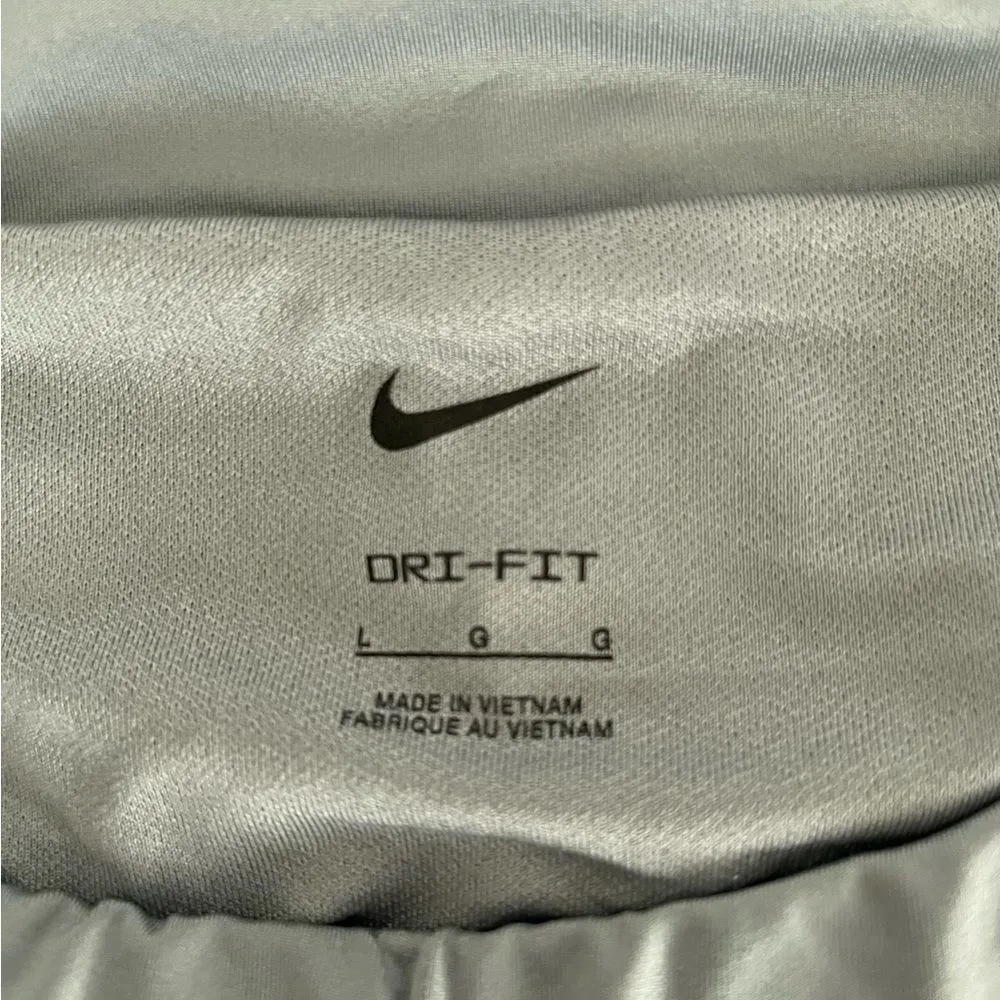 DRI-FIT
L G G
MADE IN VIETNAM
FABRIQUE AU VIETNAM